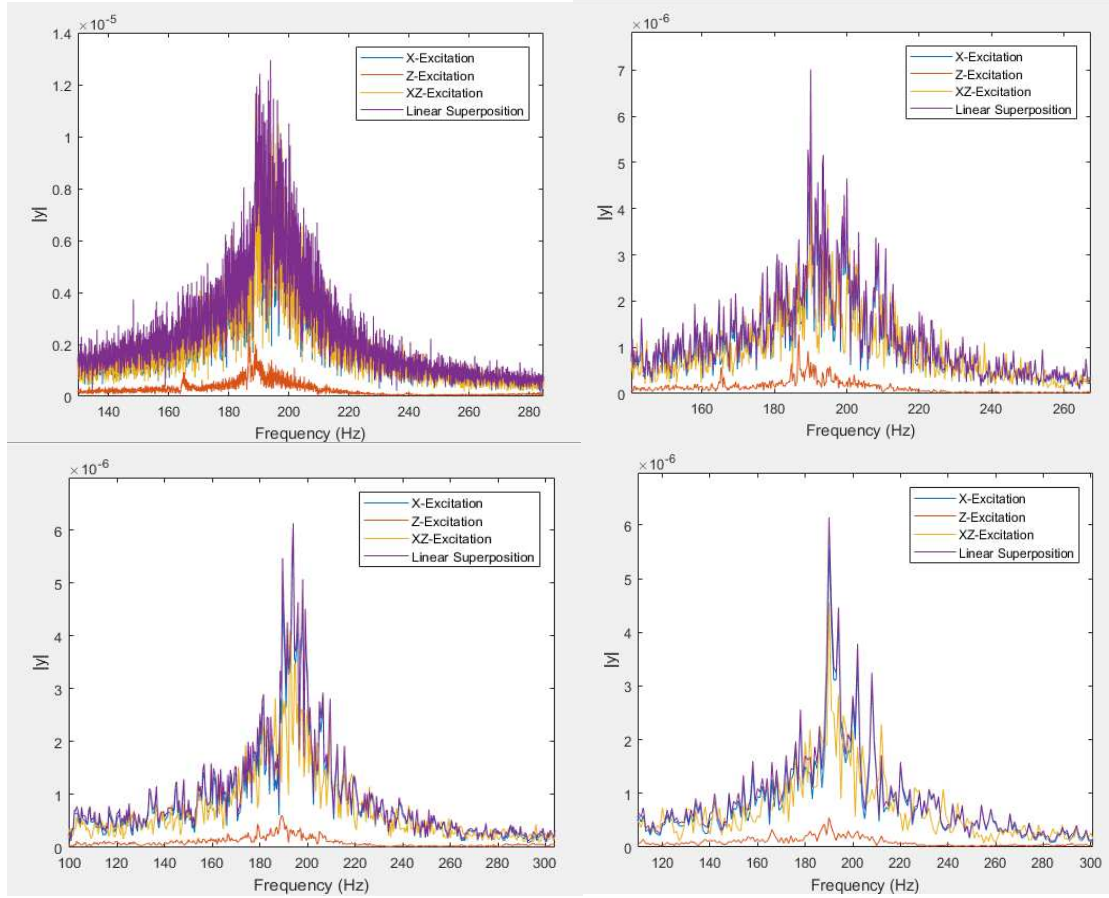 ×10⁻⁵
1.4
1.2
1
0.8
0.6
0.4
0.2
0
|y|
140 160 180 200 220 240 260 280
Frequency (Hz)
X-Excitation
Z-Excitation
XZ-Excitation
Linear Superposition
×10⁻⁶
7
6
5
4
3
2
1
0
|y|
160 180 200 220 240 260
Frequency (Hz)
X-Excitation
Z-Excitation
XZ-Excitation
Linear Superposition
×10⁻⁶
6
5
4
3
2
1
0
|y|
100 120 140 160 180 200 220 240 260 280 300
Frequency (Hz)
X-Excitation
Z-Excitation
XZ-Excitation
Linear Superposition
×10⁻⁶
6
5
4
3
2
1
0
|y|
120 140 160 180 200 220 240 260 280 300
Frequency (Hz)
X-Excitation
Z-Excitation
XZ-Excitation
Linear Superposition